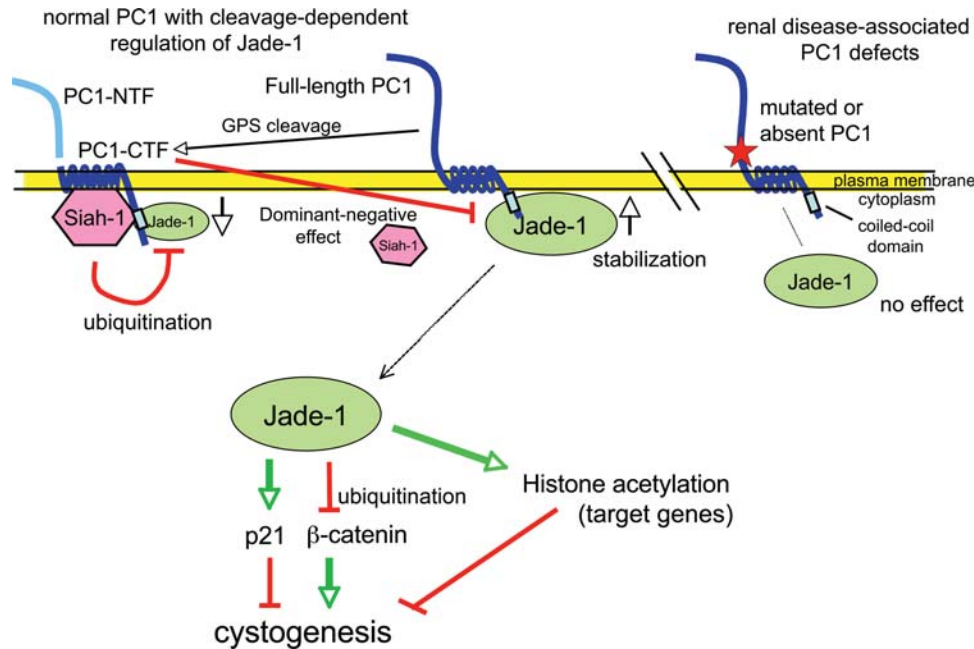 normal PC1 with cleavage-dependent
regulation of Jade-1
renal disease-associated
PC1 defects
PC1-NTF
Full-length PC1
mutated or
absent PC1
GPS cleavage
PC1-CTF
plasma membrane
cytoplasm
Siah-1
Jade-1
Dominant-negative
effect
Siah-1
Jade-1
stabilization
coiled-coil
domain
ubiquitination
Jade-1
no effect
Jade-1
ubiquitination
Histone acetylation
(target genes)
p21
β-catenin
cystogenesis